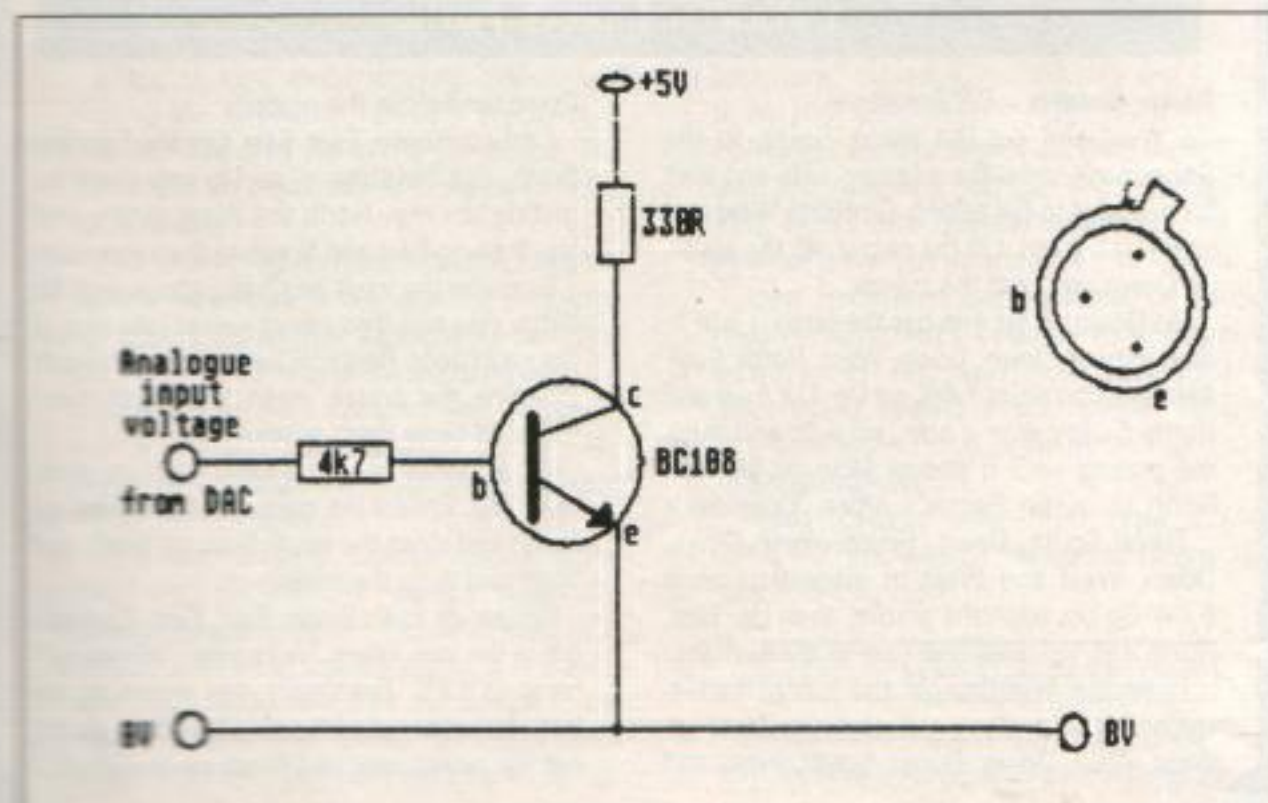 +5V
330R
c
b
e
Analogue
input
voltage
from DAC
4k7
b
c
e
BC108
0V
0V